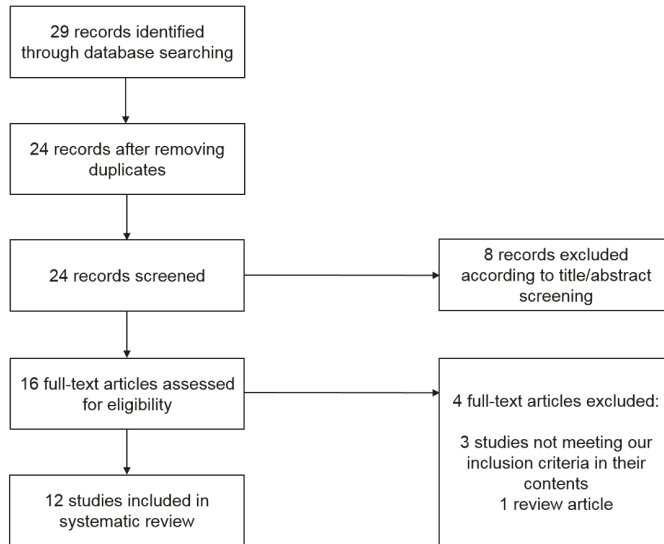 29 records identified
through database searching
24 records after removing
duplicates
24 records screened
8 records excluded
according to title/abstract
screening
16 full-text articles assessed
for eligibility
4 full-text articles excluded:
3 studies not meeting our
inclusion criteria in their
contents
1 review article
12 studies included in
systematic review